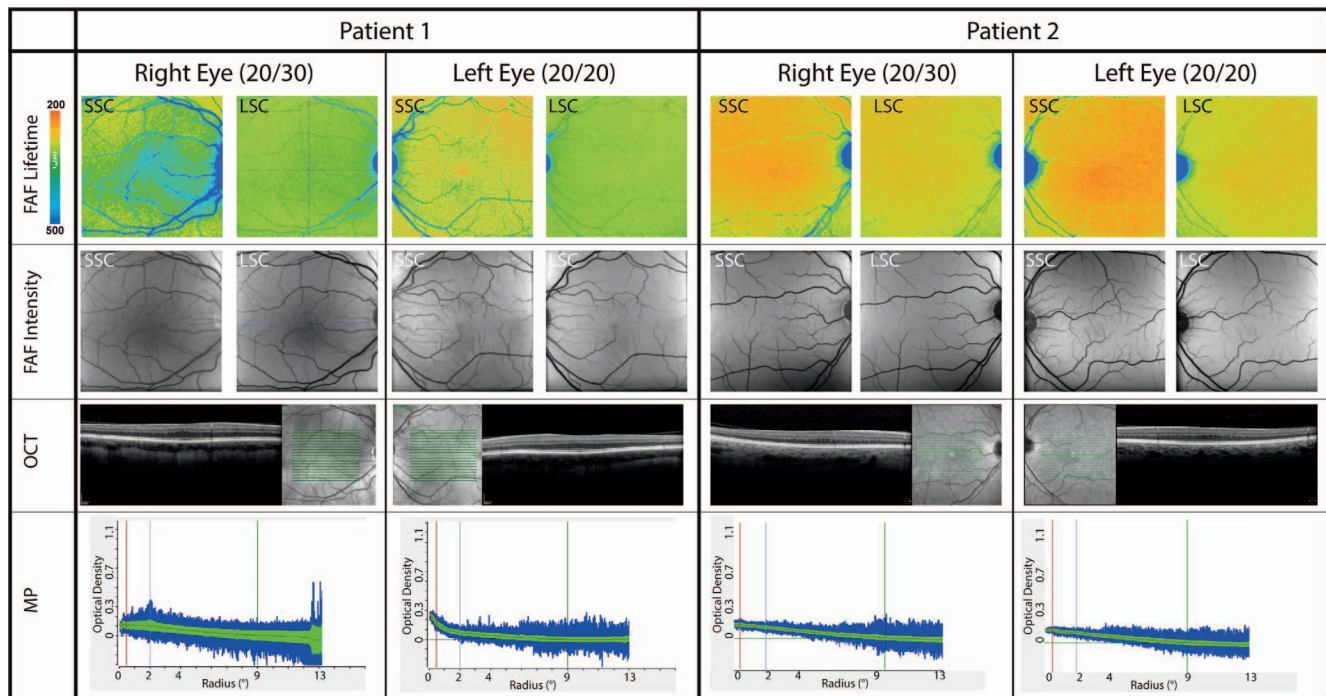 Patient 1 Patient 2
Right Eye (20/30) Left Eye (20/20) Right Eye (20/30) Left Eye (20/20)
FAF Lifetime
200
500
SSC LSC SSC LSC SSC LSC SSC LSC
FAF Intensity
SSC LSC SSC LSC SSC LSC SSC LSC
OCT
MP
Optical Density
1.1
0.7
0.3
0
0 2 4 9 13
Radius (°)
Optical Density
1.1
0.7
0.3
0
0 2 4 9 13
Radius (°)
Optical Density
1.1
0.7
0.3
0
0 2 4 9 13
Radius (°)
Optical Density
1.1
0.7
0.3
0
0 2 4 9 13
Radius (°)